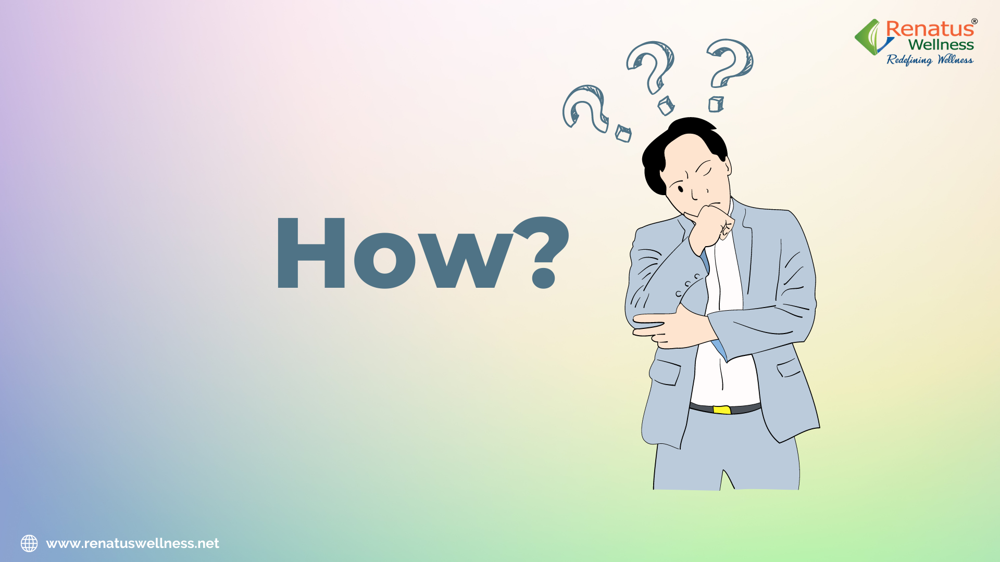 Renatus®
Wellness
Redefining Wellness
? ? ?
How?
www.renatuswellness.net